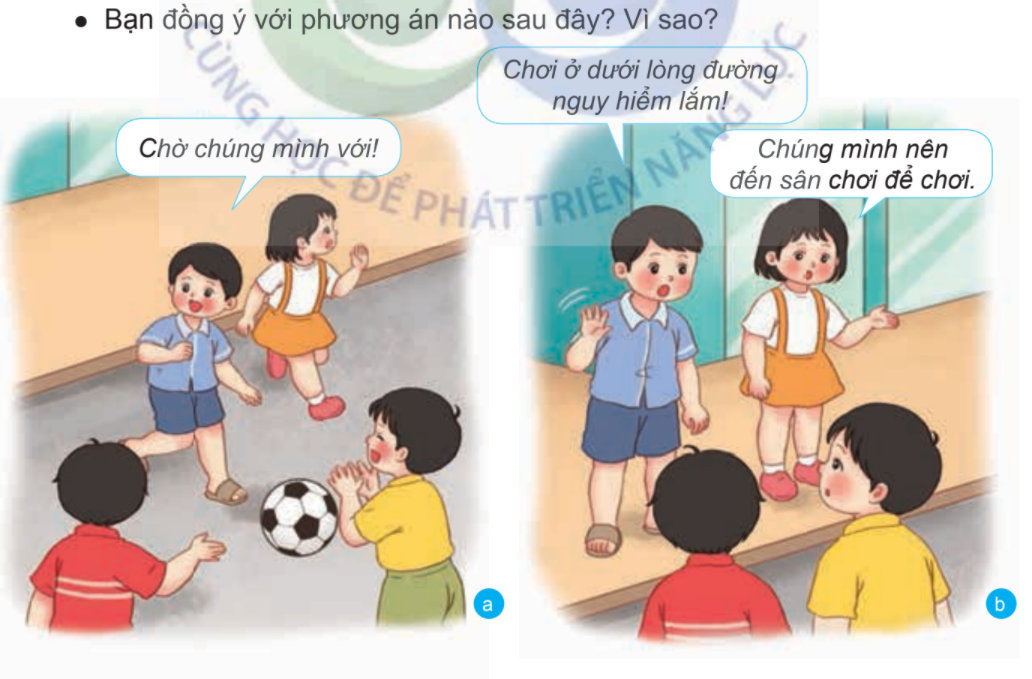 ● Bạn đồng ý với phương án nào sau đây? Vì sao?
Chờ chúng mình với!
Chơi ở dưới lòng đường
nguy hiểm lắm!
Chúng mình nên
đến sân chơi để chơi.
CÙNG HỌC ĐỂ PHÁT TRIỂN NĂNG LỰC
a
b